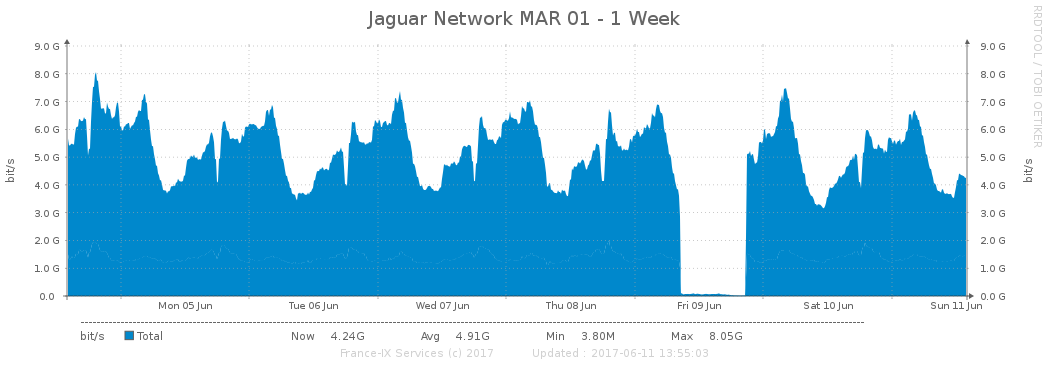 Jaguar Network MAR 01 - 1 Week
RRDTOOL / TOBI OETIKER
9.0 G 9.0 G
8.0 G 8.0 G
7.0 G 7.0 G
6.0 G 6.0 G
5.0 G 5.0 G
4.0 G 4.0 G
3.0 G 3.0 G
2.0 G 2.0 G
1.0 G 1.0 G
0.0 0.0 G
bit/s
bit/s
Mon 05 Jun Tue 06 Jun Wed 07 Jun Thu 08 Jun Fri 09 Jun Sat 10 Jun Sun 11 Jun
bit/s Total Now 4.24G Avg 4.91G Min 3.80M Max 8.05G
France-IX Services (c) 2017 Updated : 2017-06-11 13:55:03